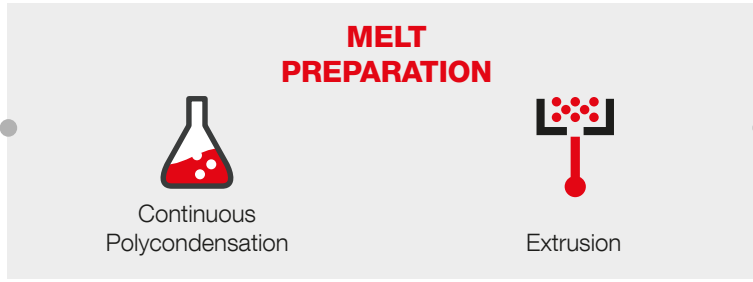 MELT
PREPARATION
Continuous
Polycondensation
Extrusion